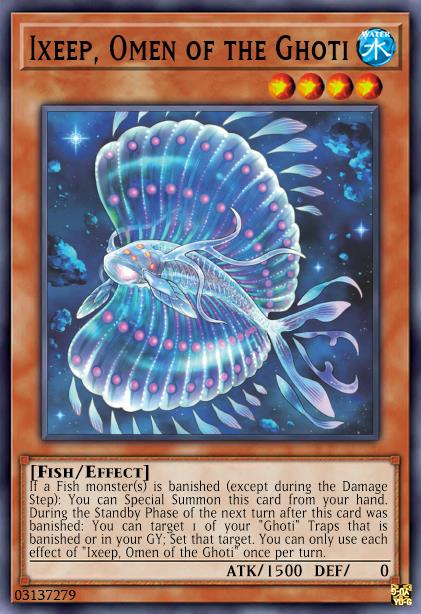 Ixeep, Omen of the Ghoti
WATER
水
[Fish/Effect]
If a Fish monster(s) is banished (except during the Damage
Step): You can Special Summon this card from your hand.
During the Standby Phase of the next turn after this card was
banished: You can target 1 of your "Ghoti" Traps that is
banished or in your GY; Set that target. You can only use each
effect of "Ixeep, Omen of the Ghoti" once per turn.
ATK/1500 DEF/ 0
03137279